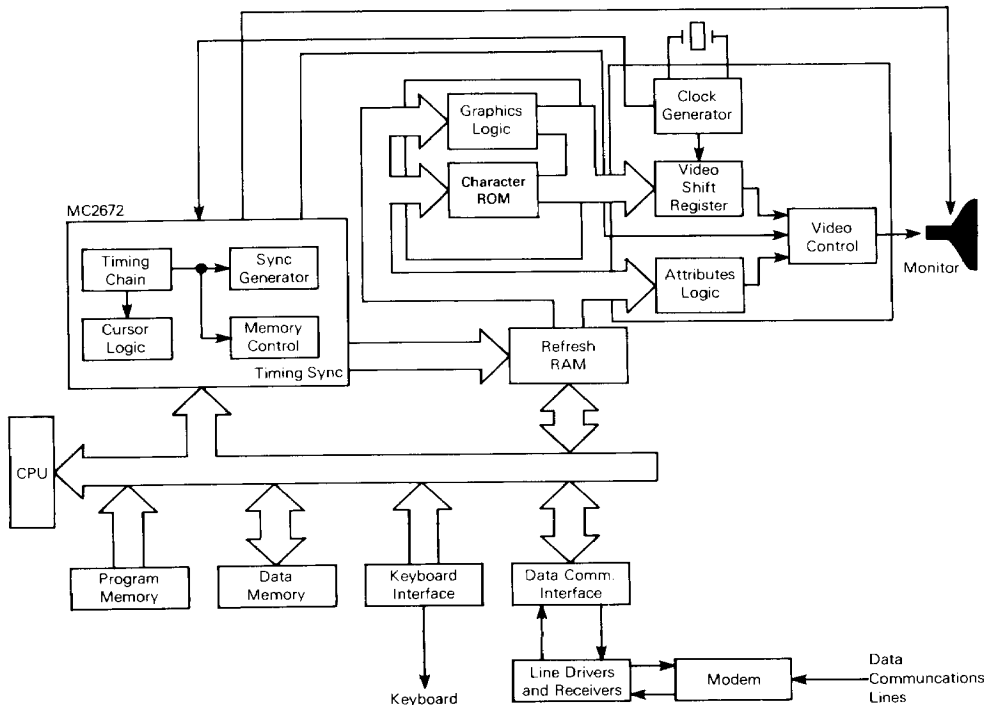 Clock
Generator
Graphics
Logic
Character
ROM
Video
Shift
Register
MC2672
Video
Control
Timing
Chain
Sync
Generator
Monitor
Attributes
Logic
Cursor
Logic
Memory
Control
Timing Sync
Refresh
RAM
CPU
Program
Memory
Data
Memory
Keyboard
Interface
Data Comm.
Interface
Line Drivers
and Receivers
Modem
Data
Communcations
Lines
Keyboard